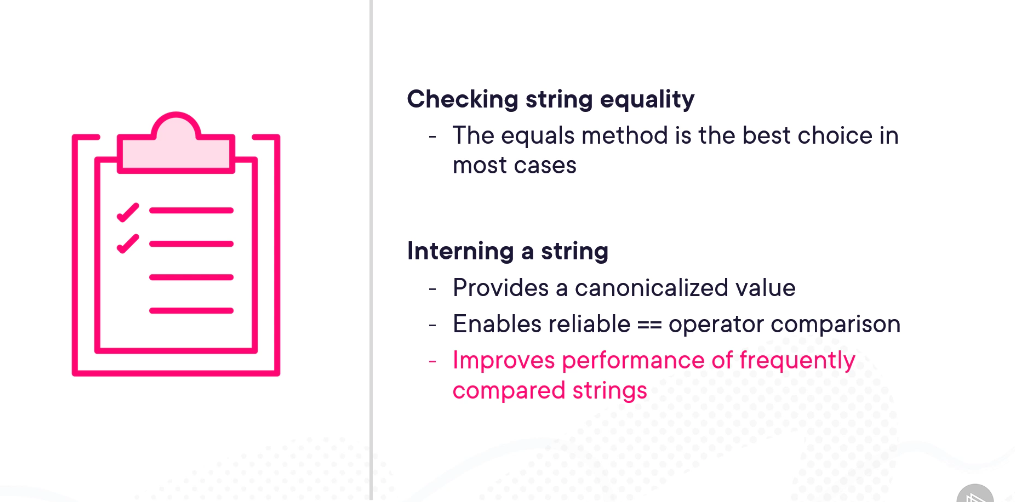 Checking string equality
- The equals method is the best choice in
most cases
Interning a string
- Provides a canonicalized value
- Enables reliable == operator comparison
- Improves performance of frequently
compared strings